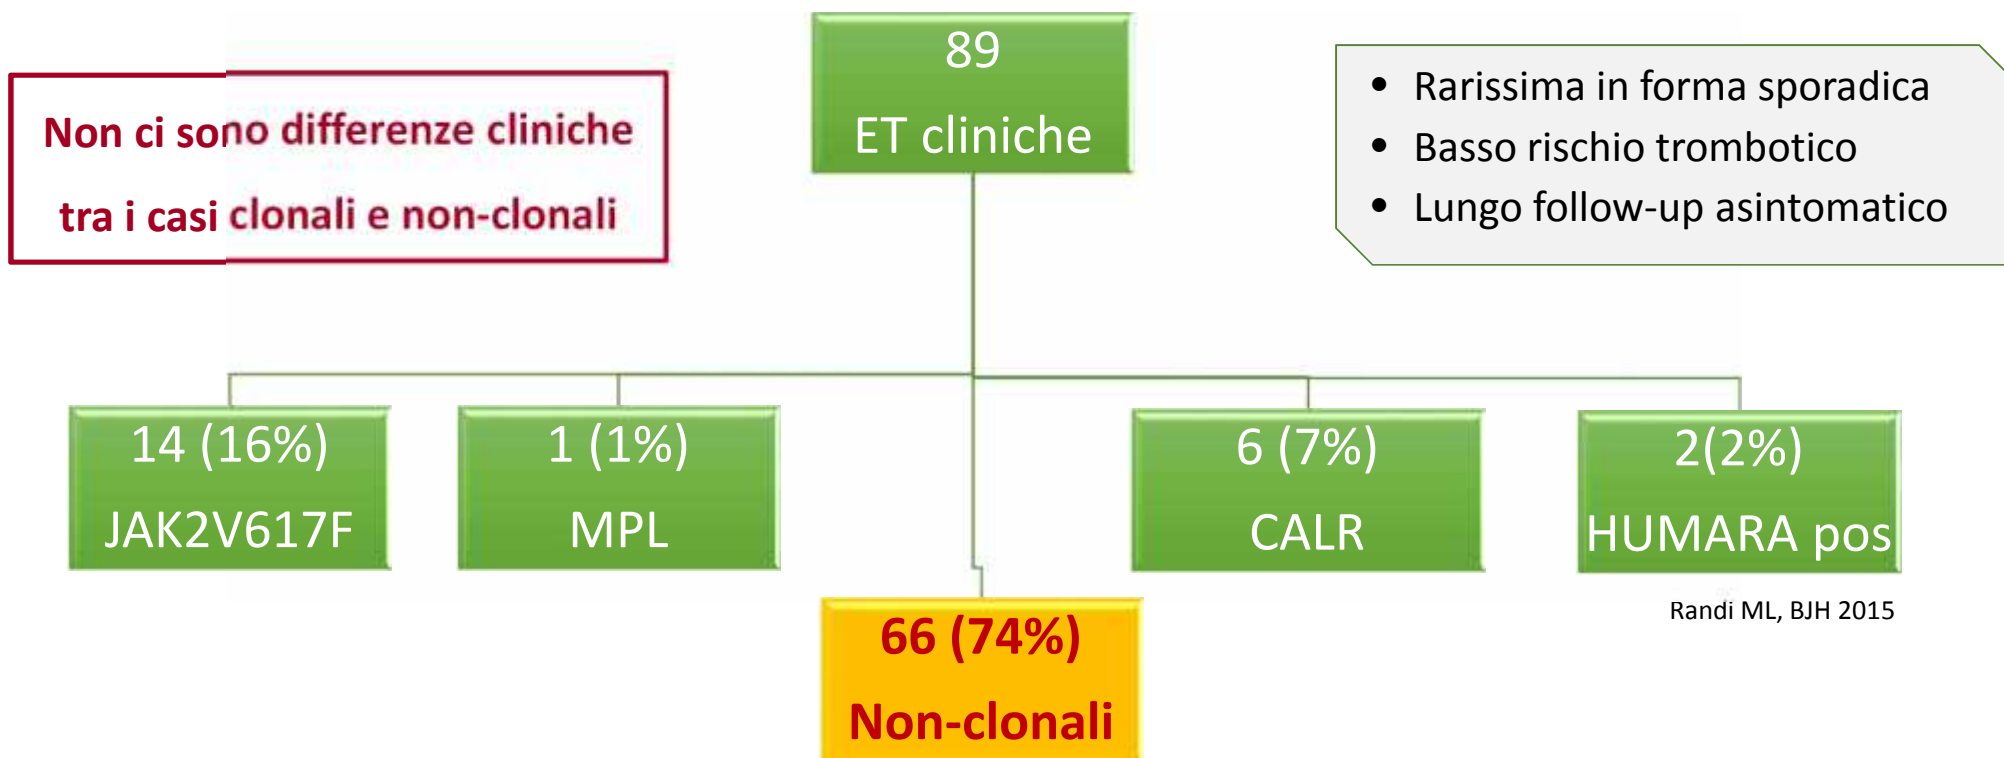 89
ET cliniche
Non ci sono differenze cliniche
tra i casi clonali e non-clonali
• Rarissima in forma sporadica
• Basso rischio trombotico
• Lungo follow-up asintomatico
14 (16%)
JAK2V617F
1 (1%)
MPL
6 (7%)
CALR
2(2%)
HUMARA pos
66 (74%)
Non-clonali
Randi ML, BJH 2015